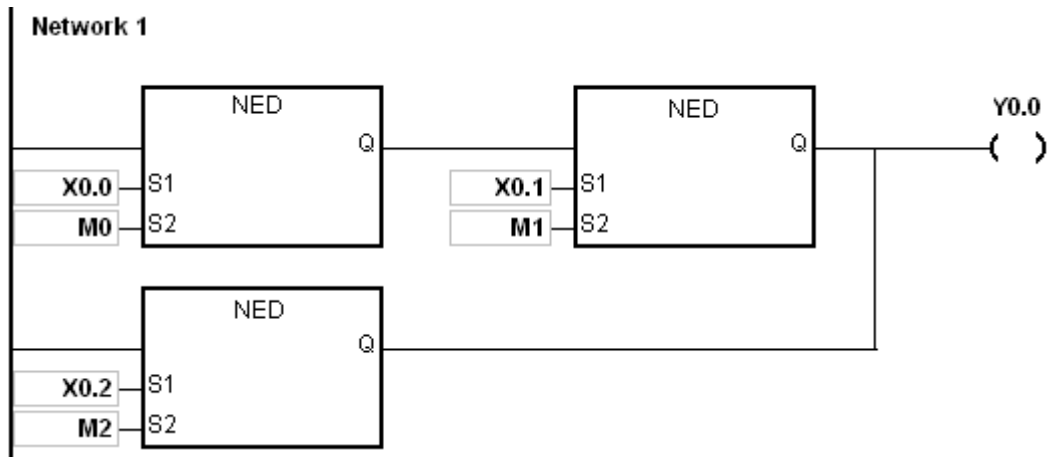 Network 1
NED
NED
Y0.0
Q
Q
( )
X0.0
S1
X0.1
S1
M0
S2
M1
S2
NED
Q
X0.2
S1
M2
S2